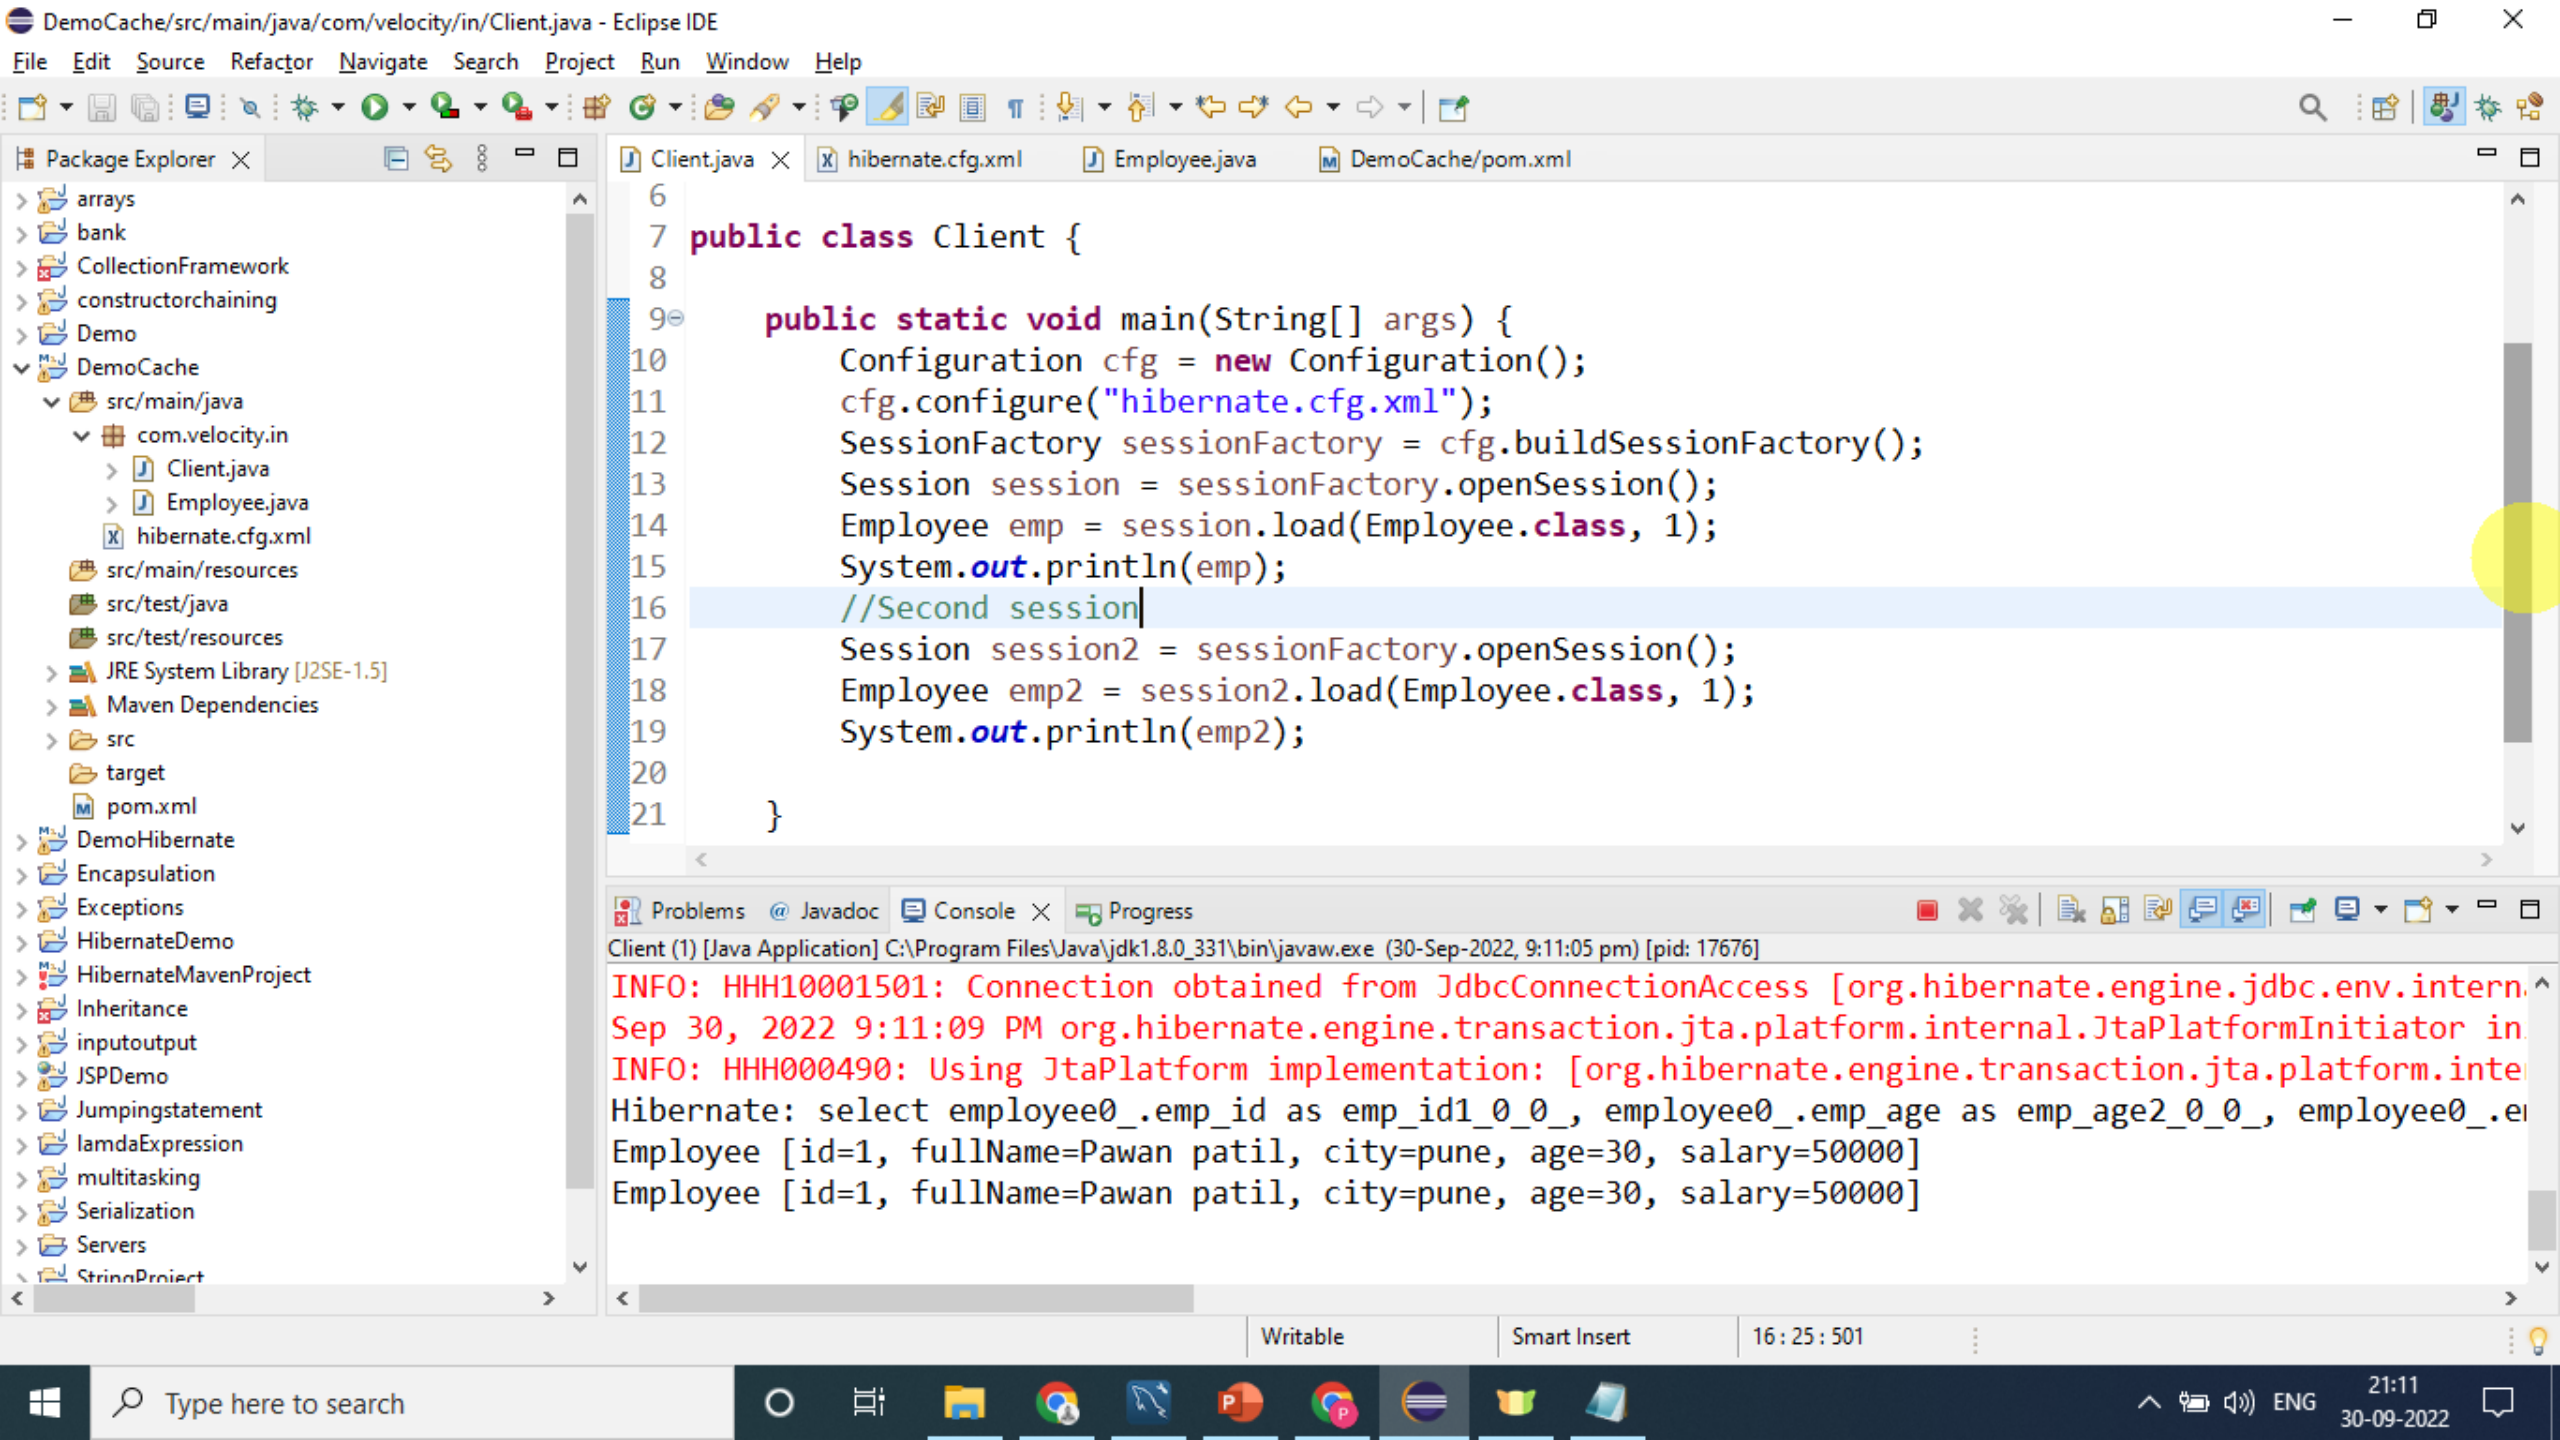 DemoCache/src/main/java/com/velocity/in/Client.java - Eclipse IDE
File Edit Source Refactor Navigate Search Project Run Window Help
Package Explorer
arrays
bank
CollectionFramework
constructorchaining
Demo
DemoCache
src/main/java
com.velocity.in
Client.java
Employee.java
hibernate.cfg.xml
src/main/resources
src/test/java
src/test/resources
JRE System Library [J2SE-1.5]
Maven Dependencies
src
target
pom.xml
DemoHibernate
Encapsulation
Exceptions
HibernateDemo
HibernateMavenProject
Inheritance
inputoutput
JSPDemo
Jumpingstatement
lamdaExpression
multitasking
Serialization
Servers
StringProject
Client.java hibernate.cfg.xml Employee.java DemoCache/pom.xml
6
7 public class Client {
8
9 public static void main(String[] args) {
10 Configuration cfg = new Configuration();
11 cfg.configure("hibernate.cfg.xml");
12 SessionFactory sessionFactory = cfg.buildSessionFactory();
13 Session session = sessionFactory.openSession();
14 Employee emp = session.load(Employee.class, 1);
15 System.out.println(emp);
16 //Second session
17 Session session2 = sessionFactory.openSession();
18 Employee emp2 = session2.load(Employee.class, 1);
19 System.out.println(emp2);
20
21 }
Problems @ Javadoc Console Progress
Client (1) [Java Application] C:\Program Files\Java\jdk1.8.0_331\bin\javaw.exe (30-Sep-2022, 9:11:05 pm) [pid: 17676]
INFO: HHH10001501: Connection obtained from JdbcConnectionAccess [org.hibernate.engine.jdbc.env.intern
Sep 30, 2022 9:11:09 PM org.hibernate.engine.transaction.jta.platform.internal.JtaPlatformInitiator in
INFO: HHH000490: Using JtaPlatform implementation: [org.hibernate.engine.transaction.jta.platform.inte
Hibernate: select employee0_.emp_id as emp_id1_0_0_, employee0_.emp_age as emp_age2_0_0_, employee0_.e
Employee [id=1, fullName=Pawan patil, city=pune, age=30, salary=50000]
Employee [id=1, fullName=Pawan patil, city=pune, age=30, salary=50000]
Writable Smart Insert 16 : 25 : 501
Type here to search
ENG
21:11
30-09-2022